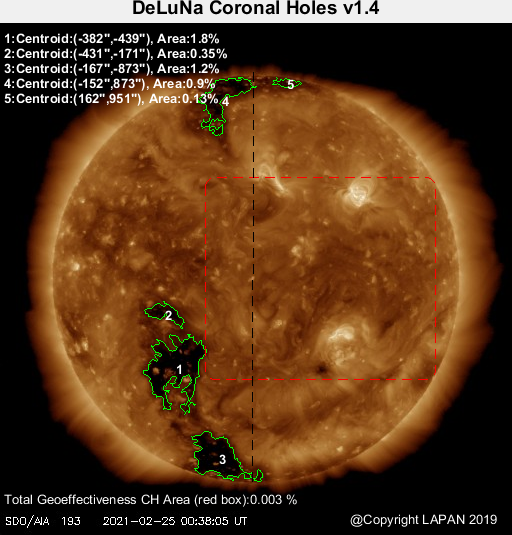 DeLuNa Coronal Holes v1.4
1:Centroid:(-382",-439"), Area:1.8%
2:Centroid:(-431",-171"), Area:0.35%
3:Centroid:(-167",-873"), Area:1.2%
4:Centroid:(-152",873"), Area:0.9%
5:Centroid:(162",951"), Area:0.13%
5
4
2
1
3
Total Geoeffectiveness CH Area (red box):0.003 %
SDO/AIA 193 2021-02-25 00:38:05 UT
@Copyright LAPAN 2019